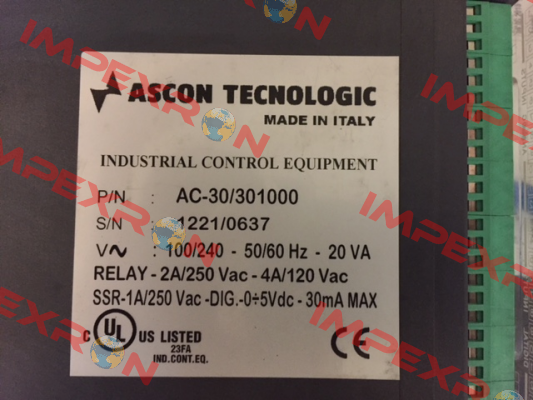 ASCON TECNOLOGIC
MADE IN ITALY
INDUSTRIAL CONTROL EQUIPMENT
P/N : AC-30/301000
S/N : 1221/0637
V~ : 100/240 - 50/60 Hz - 20 VA
RELAY - 2A/250 Vac - 4A/120 Vac
SSR-1A/250 Vac -DIG.-0÷5Vdc - 30mA MAX
C UL US LISTED
23FA
IND.CONT.EQ.
CE
IMPEXRON
IMPEXRON
IMPEXRON
IMPEXRON
IMPEXRON